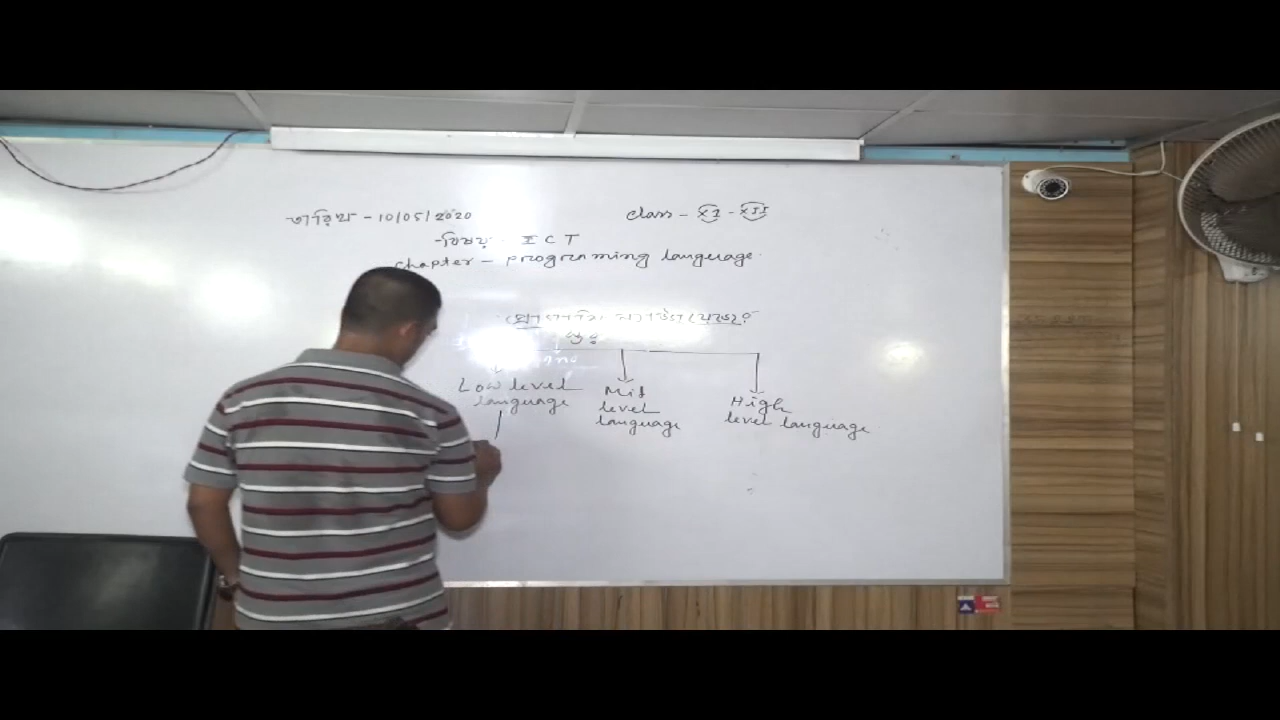 তারিখ - 10/05/2020
class - XI - XII
বিষয় : ICT
chapter - programing language
Low level
language
Mid
level
language
High
level language